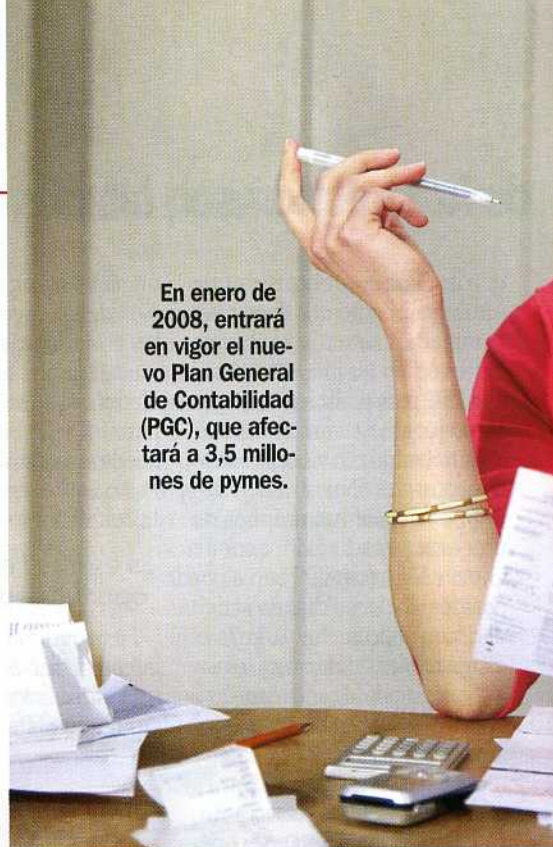 En enero de
2008, entrará
en vigor el nue-
vo Plan General
de Contabilidad
(PGC), que afec-
tará a 3,5 millo-
nes de pymes.